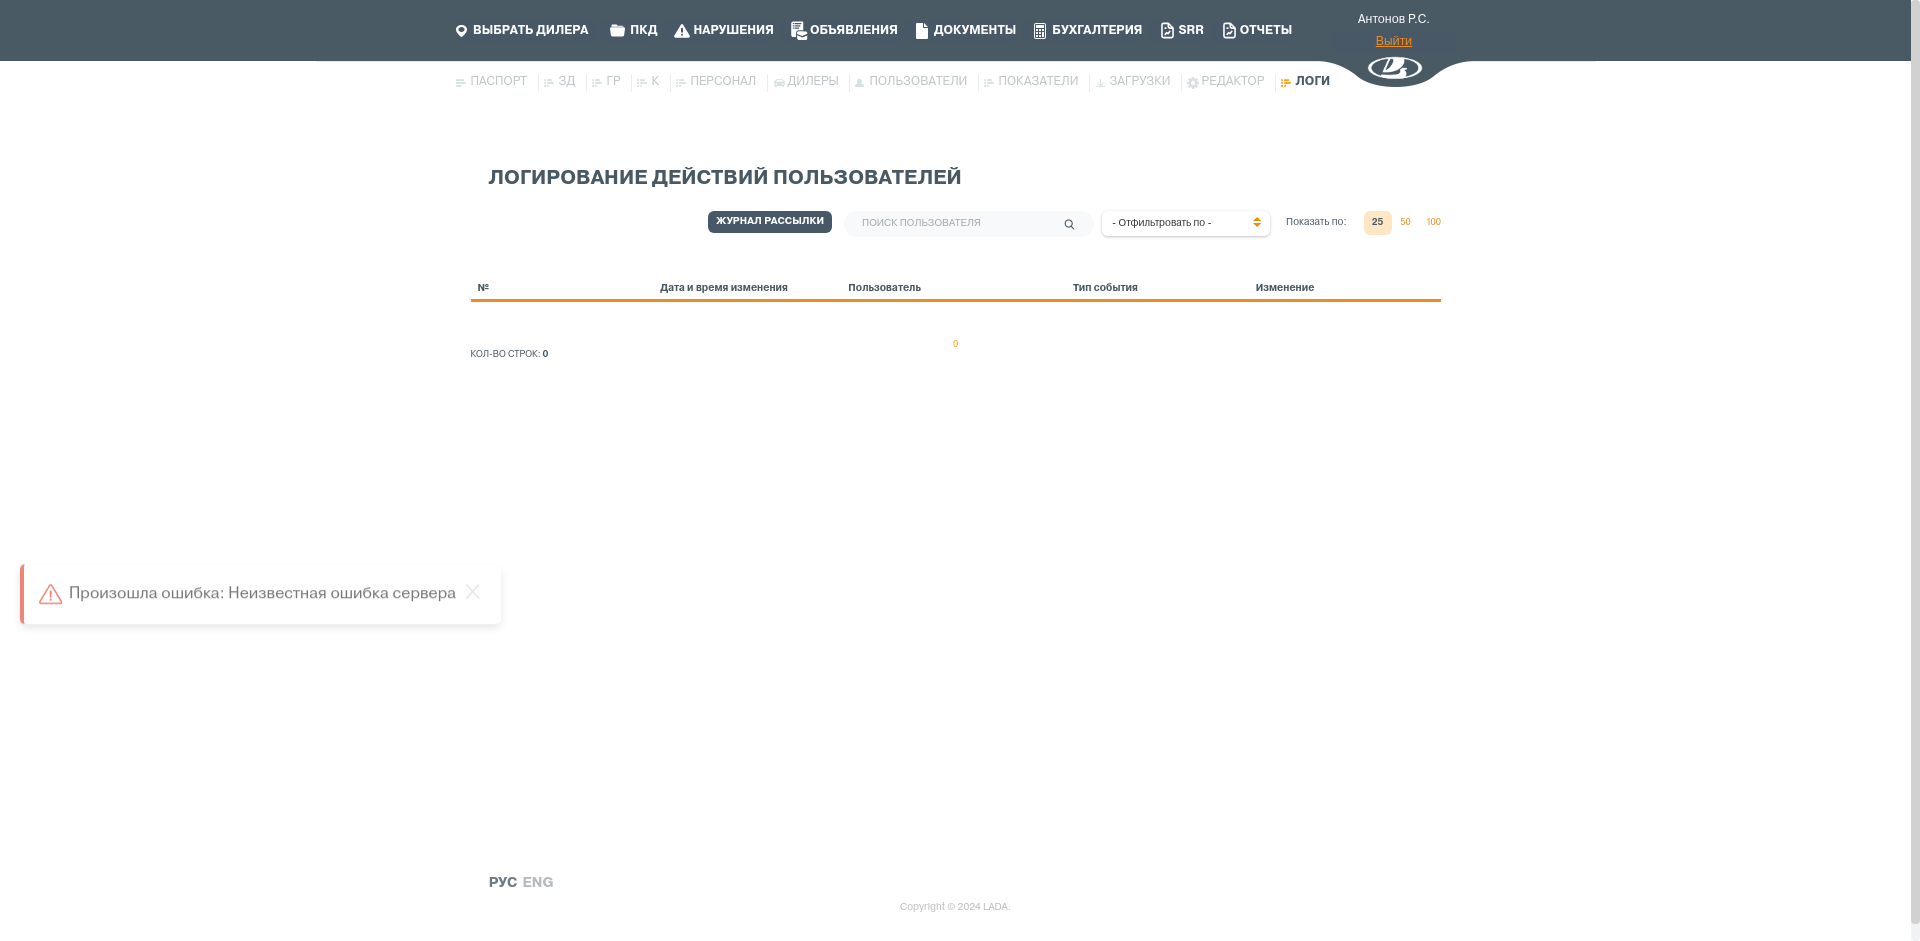 ВЫБРАТЬ ДИЛЕРА ПКД НАРУШЕНИЯ ОБЪЯВЛЕНИЯ ДОКУМЕНТЫ БУХГАЛТЕРИЯ SRR ОТЧЕТЫ Антонов Р.С.
Выйти
ПАСПОРТ ЗД ГР К ПЕРСОНАЛ ДИЛЕРЫ ПОЛЬЗОВАТЕЛИ ПОКАЗАТЕЛИ ЗАГРУЗКИ РЕДАКТОР ЛОГИ
ЛОГИРОВАНИЕ ДЕЙСТВИЙ ПОЛЬЗОВАТЕЛЕЙ
ЖУРНАЛ РАССЫЛКИ ПОИСК ПОЛЬЗОВАТЕЛЯ - Отфильтровать по - Показать по: 25 50 100
№ Дата и время изменения Пользователь Тип события Изменение
0
КОЛ-ВО СТРОК: 0
Произошла ошибка: Неизвестная ошибка сервера
РУС ENG
Copyright © 2024 LADA.